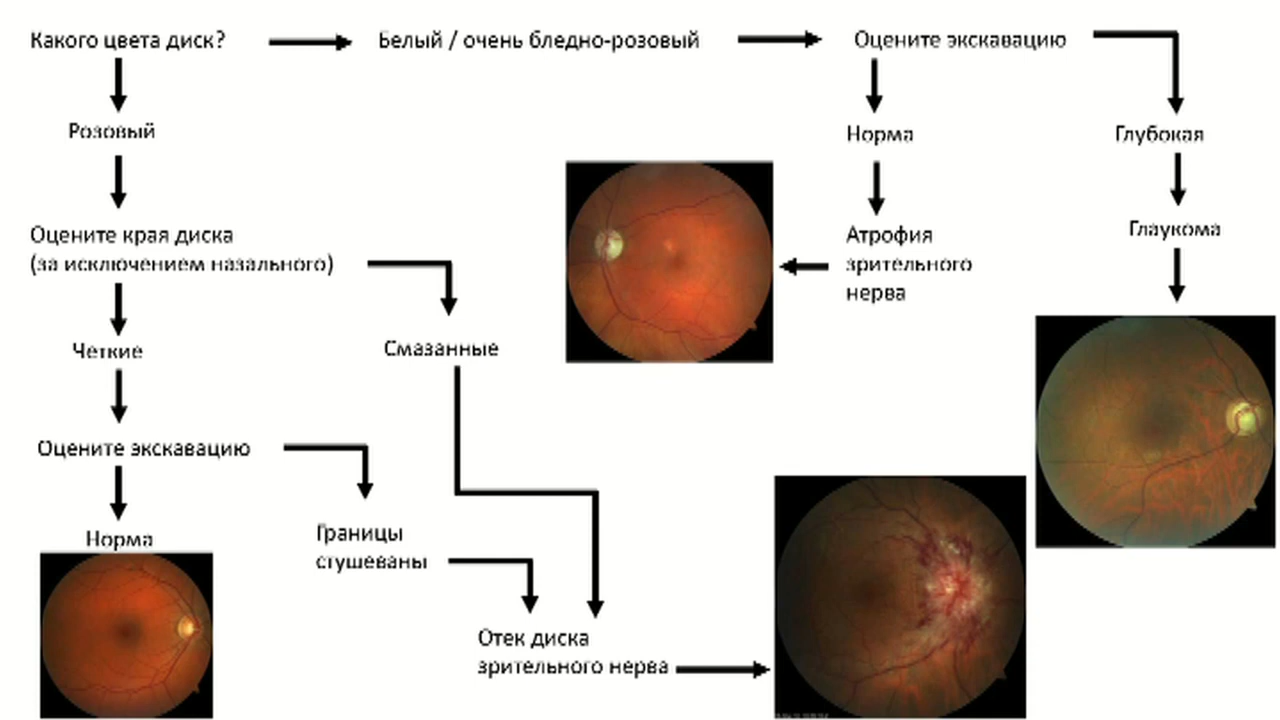 Какого цвета диск?
Белый / очень бледно-розовый
Оцените экскавацию
Розовый
Норма
Глубокая
Оцените края диска
(за исключением назального)
Атрофия
зрительного
нерва
Глаукома
Четкие
Смазанные
Оцените экскавацию
Границы
стушеваны
Норма
Отек диска
зрительного нерва